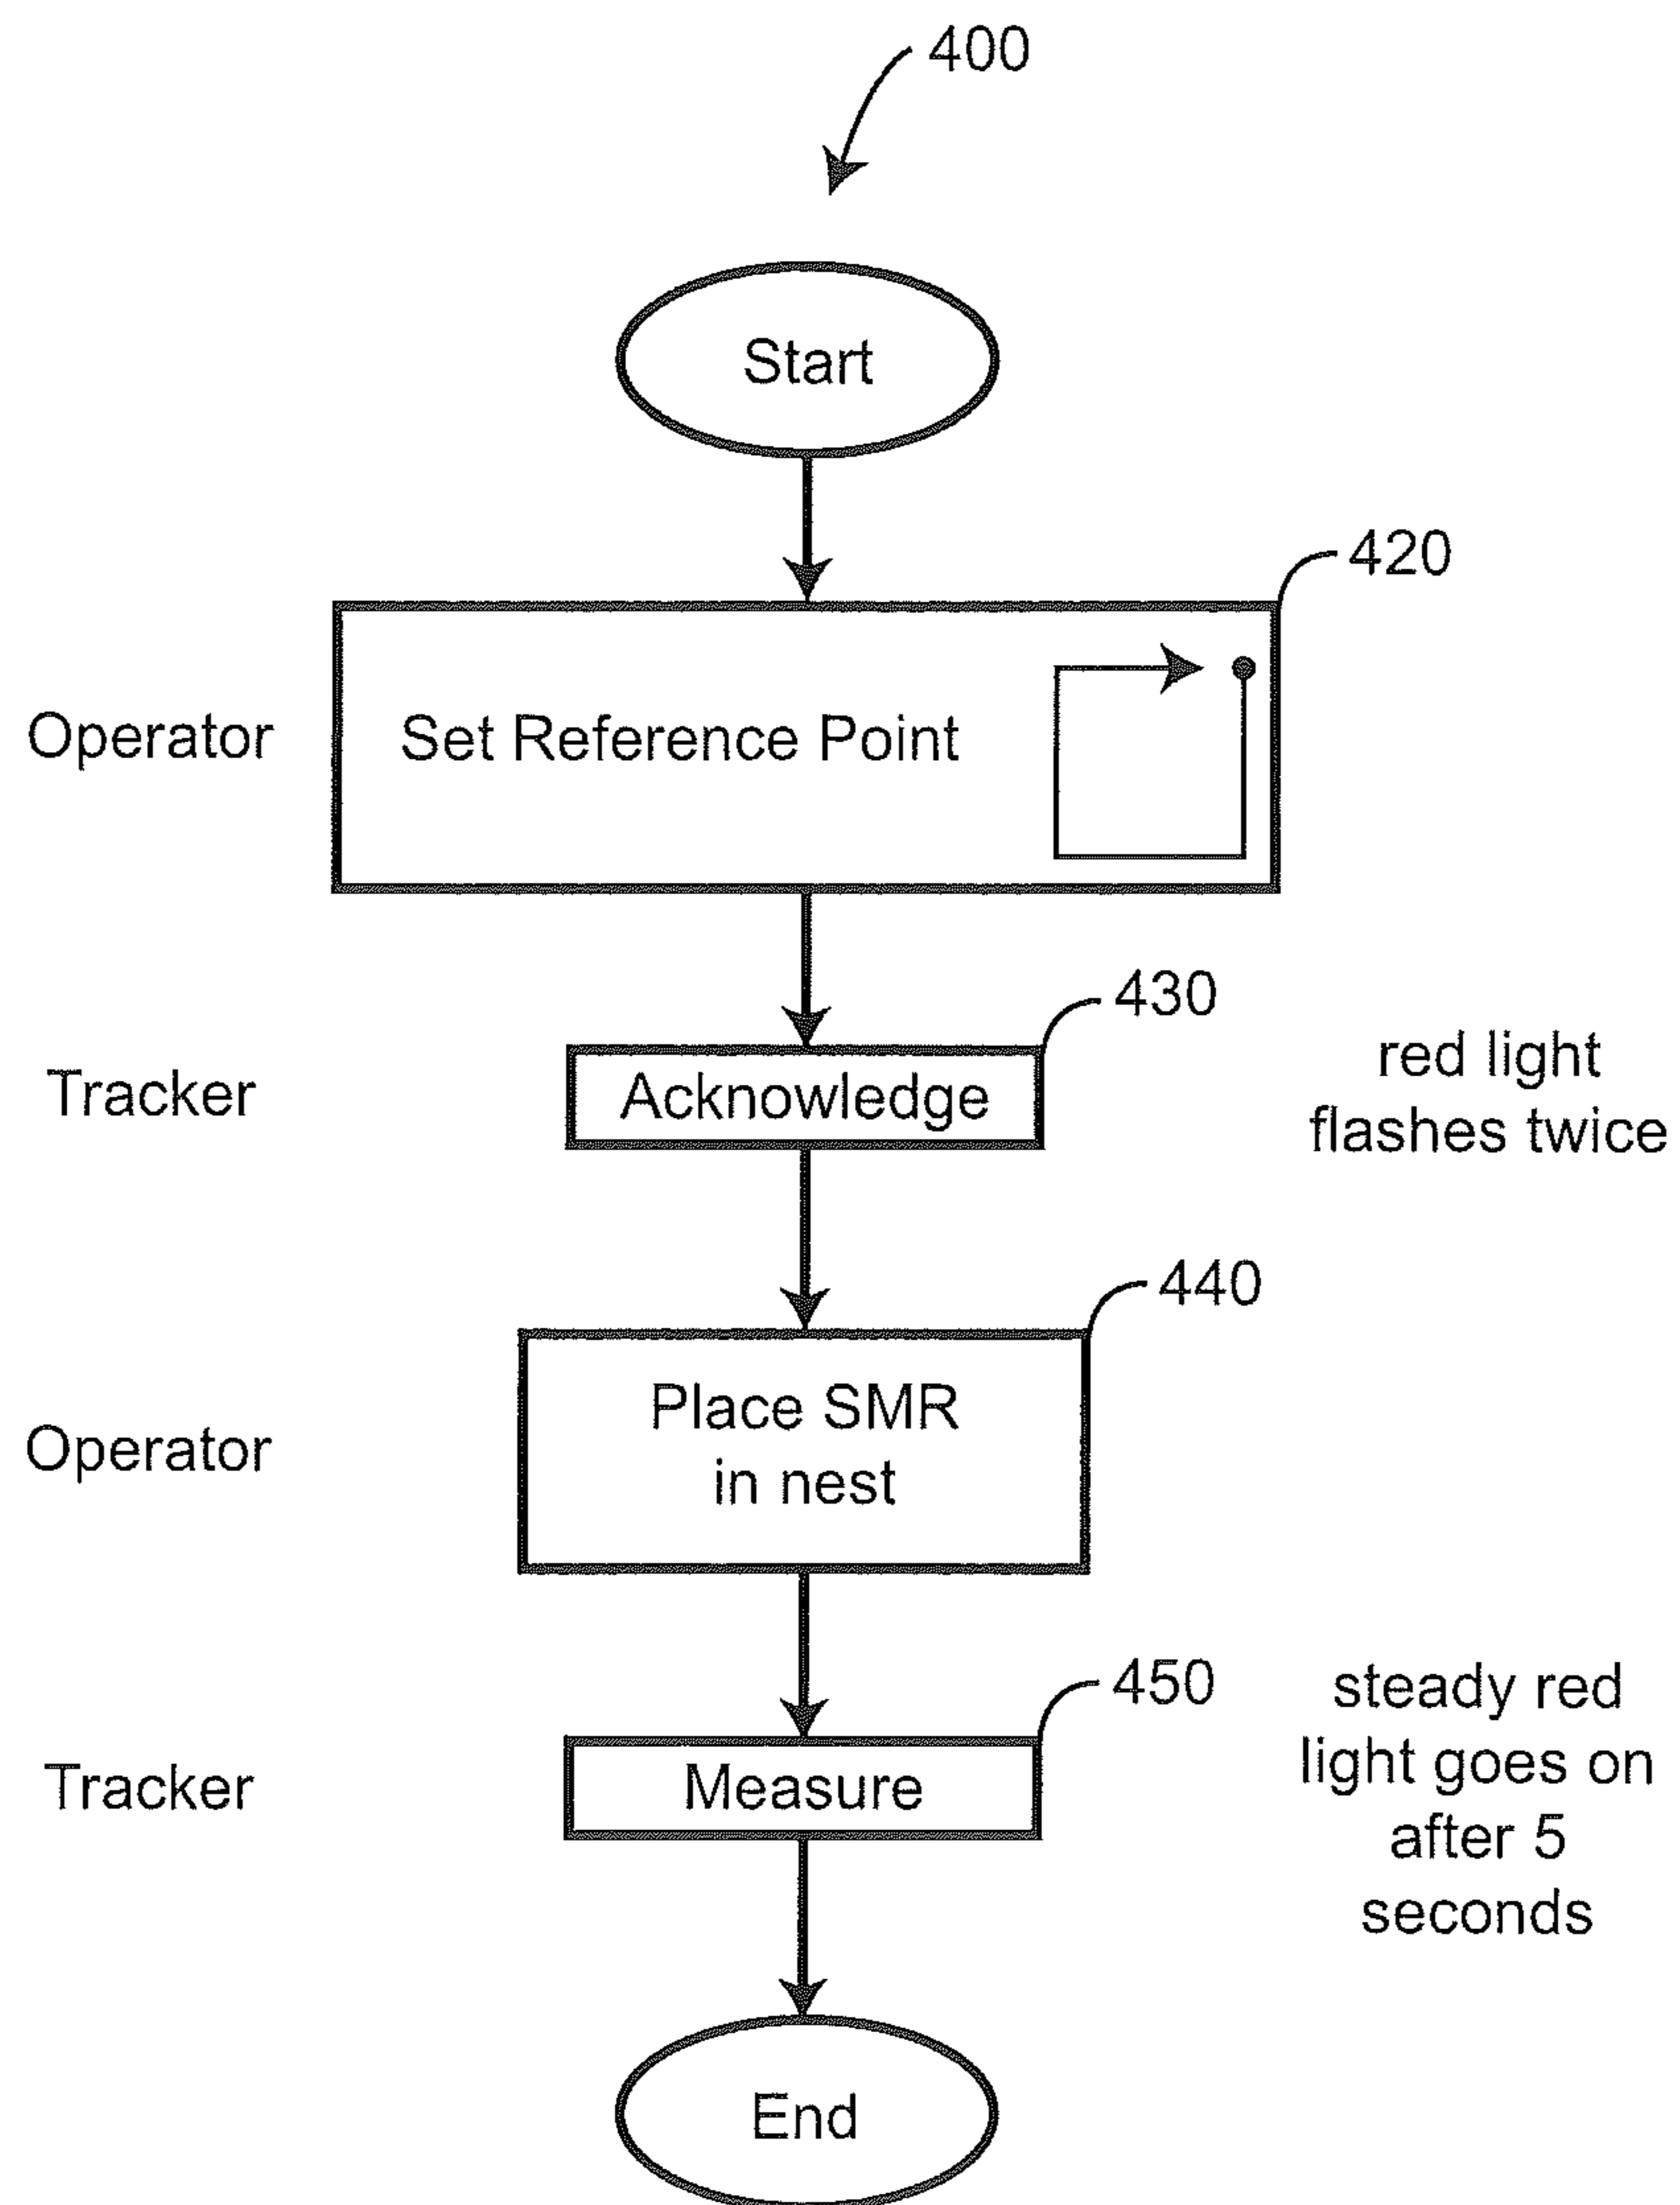 400
Start
420
Operator
Set Reference Point
430
Tracker
Acknowledge
red light
flashes twice
440
Operator
Place SMR
in nest
450
Tracker
Measure
steady red
light goes on
after 5
seconds
End